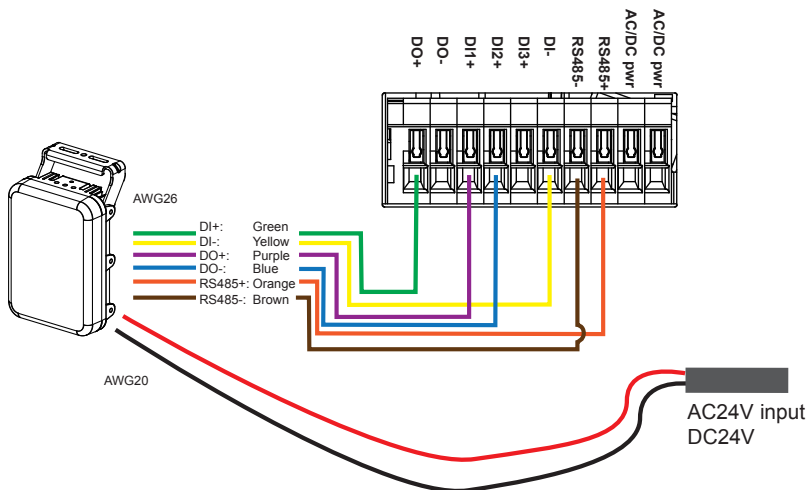 DO+
DO-
DI1+
DI2+
DI3+
DI-
RS485-
RS485+
AC/DC pwr
AC/DC pwr
AWG26
DI+: Green
DI-: Yellow
DO+: Purple
DO-: Blue
RS485+: Orange
RS485-: Brown
AWG20
AC24V input
DC24V